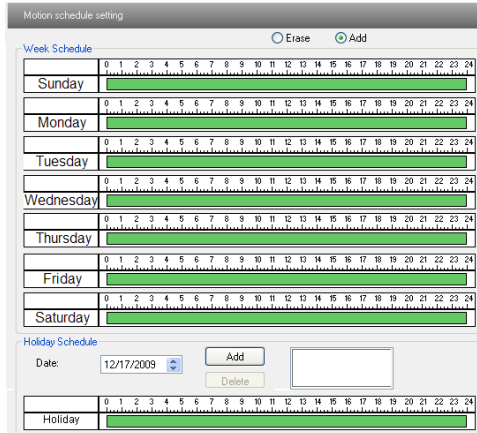 Motion schedule setting
Erase Add
Week Schedule
0 1 2 3 4 5 6 7 8 9 10 11 12 13 14 15 16 17 18 19 20 21 22 23 24
Sunday
0 1 2 3 4 5 6 7 8 9 10 11 12 13 14 15 16 17 18 19 20 21 22 23 24
Monday
0 1 2 3 4 5 6 7 8 9 10 11 12 13 14 15 16 17 18 19 20 21 22 23 24
Tuesday
0 1 2 3 4 5 6 7 8 9 10 11 12 13 14 15 16 17 18 19 20 21 22 23 24
Wednesday
0 1 2 3 4 5 6 7 8 9 10 11 12 13 14 15 16 17 18 19 20 21 22 23 24
Thursday
0 1 2 3 4 5 6 7 8 9 10 11 12 13 14 15 16 17 18 19 20 21 22 23 24
Friday
0 1 2 3 4 5 6 7 8 9 10 11 12 13 14 15 16 17 18 19 20 21 22 23 24
Saturday
Holiday Schedule
Date: 12/17/2009 Add
Delete
0 1 2 3 4 5 6 7 8 9 10 11 12 13 14 15 16 17 18 19 20 21 22 23 24
Holiday